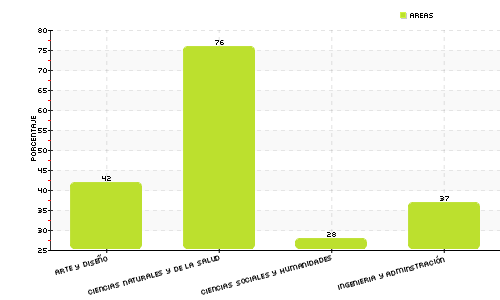 AREAS
80
75
70
65
60
55
50
45
40
35
30
25
PORCENTAJE
42
76
28
37
ARTE Y DISEÑO
CIENCIAS NATURALES Y DE LA SALUD
CIENCIAS SOCIALES Y HUMANIDADES
INGENIERIA Y ADMINSTRACIÓN